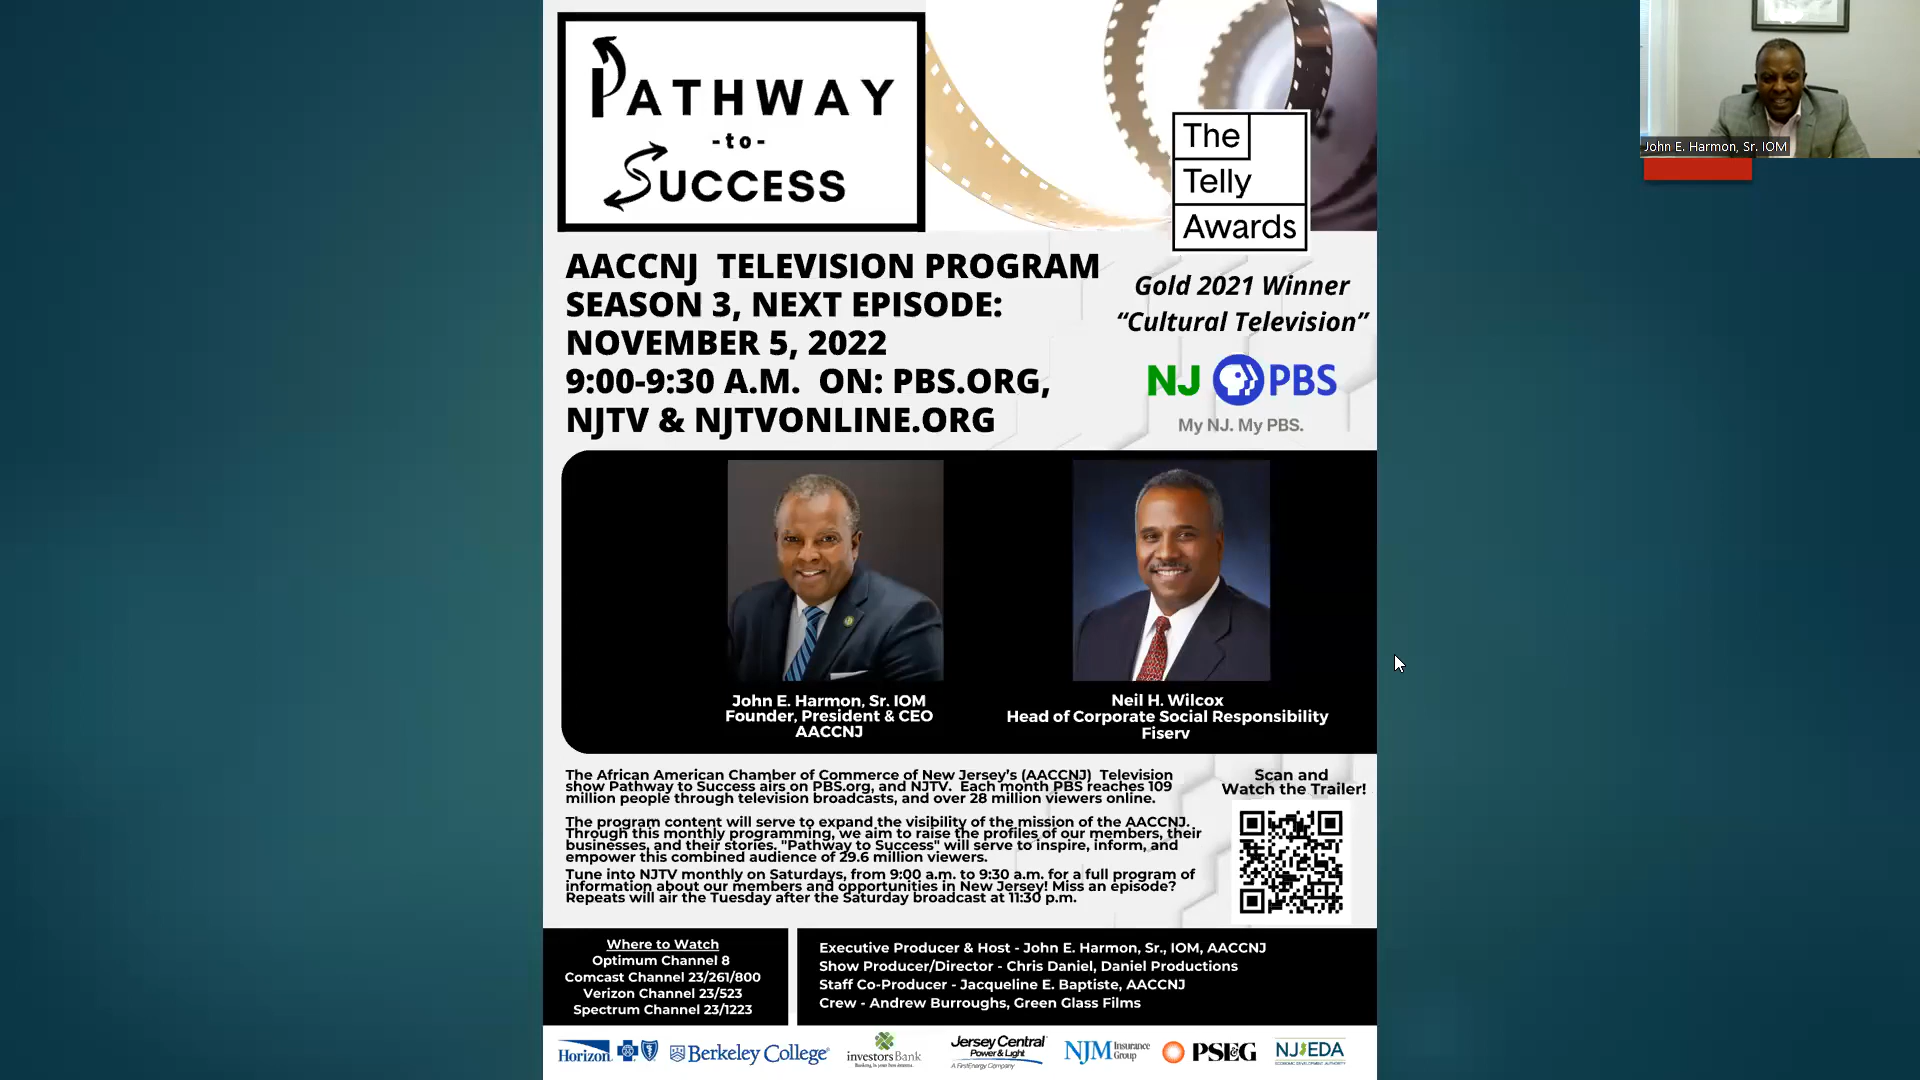 PATHWAY
-to-
SUCCESS
The
Telly
Awards
AACCNJ TELEVISION PROGRAM
SEASON 3, NEXT EPISODE:
NOVEMBER 5, 2022
9:00-9:30 A.M. ON: PBS.ORG,
NJTV & NJTVONLINE.ORG
Gold 2021 Winner
“Cultural Television”
NJ PBS
My NJ. My PBS.
John E. Harmon, Sr. IOM
Founder, President & CEO
AACCNJ
Neil H. Wilcox
Head of Corporate Social Responsibility
Fiserv
The African American Chamber of Commerce of New Jersey’s (AACCNJ) Television
show Pathway to Success airs on PBS.org, and NJTV. Each month PBS reaches 109
million people through television broadcasts, and over 28 million viewers online.
The program content will serve to expand the visibility of the mission of the AACCNJ.
Through this monthly programming, we aim to raise the profiles of our members, their
businesses, and their stories. "Pathway to Success" will serve to inspire, inform, and
empower this combined audience of 29.6 million viewers.
Tune into NJTV monthly on Saturdays, from 9:00 a.m. to 9:30 a.m. for a full program of
information about our members and opportunities in New Jersey! Miss an episode?
Repeats will air the Tuesday after the Saturday broadcast at 11:30 p.m.
Scan and
Watch the Trailer!
Where to Watch
Optimum Channel 8
Comcast Channel 23/261/800
Verizon Channel 23/523
Spectrum Channel 23/1223
Executive Producer & Host - John E. Harmon, Sr., IOM, AACCNJ
Show Producer/Director - Chris Daniel, Daniel Productions
Staff Co-Producer - Jacqueline E. Baptiste, AACCNJ
Crew - Andrew Burroughs, Green Glass Films
Horizon
Berkeley College
investorsBank
Banking, in your best interest.
Jersey Central
Power & Light
A FirstEnergy Company
NJM Insurance
Group
PSEG
NJEDA
ECONOMIC DEVELOPMENT AUTHORITY
John E. Harmon, Sr. IOM